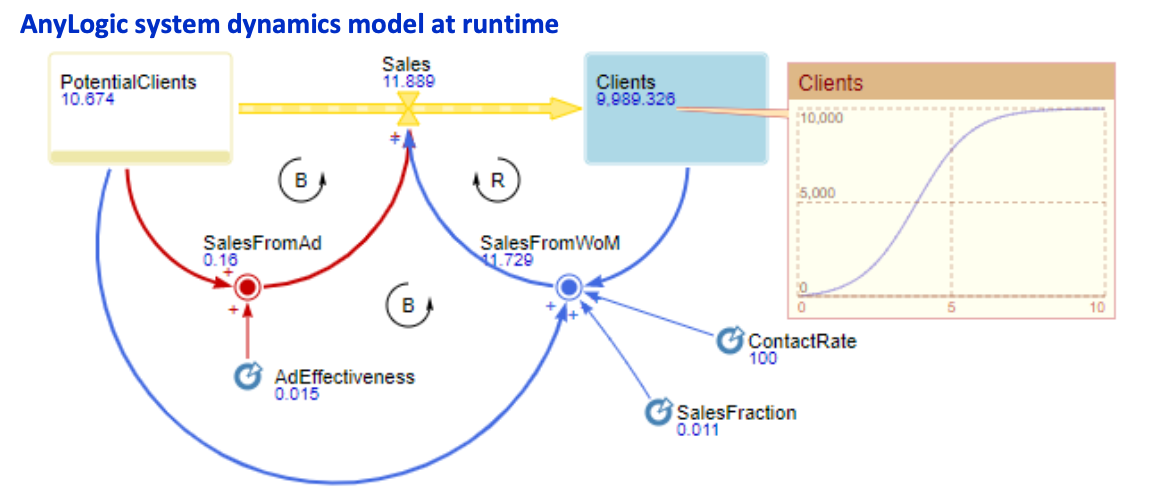 AnyLogic system dynamics model at runtime
PotentialClients
10.674
Sales
11.889
Clients
9,989.326
Clients
10,000
5,000
0
0
5
10
+
+
B
R
SalesFromAd
0.16
+
+
SalesFromWoM
11.729
+
+
B
ContactRate
100
AdEffectiveness
0.015
SalesFraction
0.011